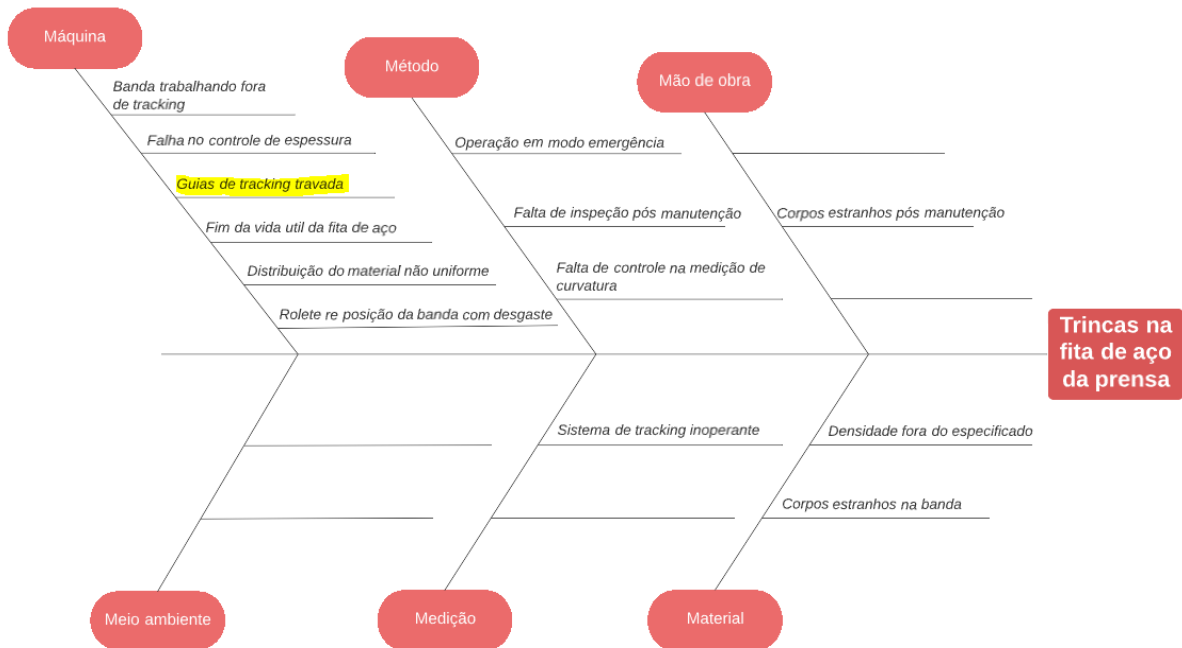 Máquina
Banda trabalhando fora
de tracking
Falha no controle de espessura
Guias de tracking travada
Fim da vida util da fita de aço
Distribuição do material não uniforme
Rolete re posição da banda com desgaste
Método
Operação em modo emergência
Falta de inspeção pós manutenção
Falta de controle na medição de
curvatura
Mão de obra
Corpos estranhos pós manutenção
Trincas na
fita de aço
da prensa
Meio ambiente
Sistema de tracking inoperante
Medição
Densidade fora do especificado
Corpos estranhos na banda
Material